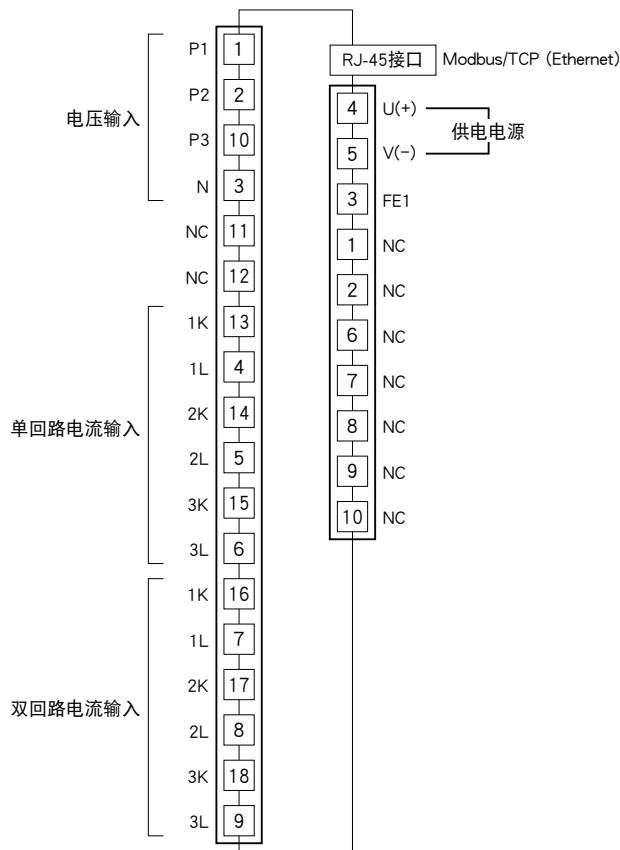 P1 1
P2 2
电压输入
P3 10
N 3
NC 11
NC 12
1K 13
1L 4
2K 14
单回路电流输入
2L 5
3K 15
3L 6
1K 16
1L 7
2K 17
双回路电流输入
2L 8
3K 18
3L 9
RJ-45接口 Modbus/TCP (Ethernet)
4 U(+)
供电电源
5 V(−)
3 FE1
1 NC
2 NC
6 NC
7 NC
8 NC
9 NC
10 NC